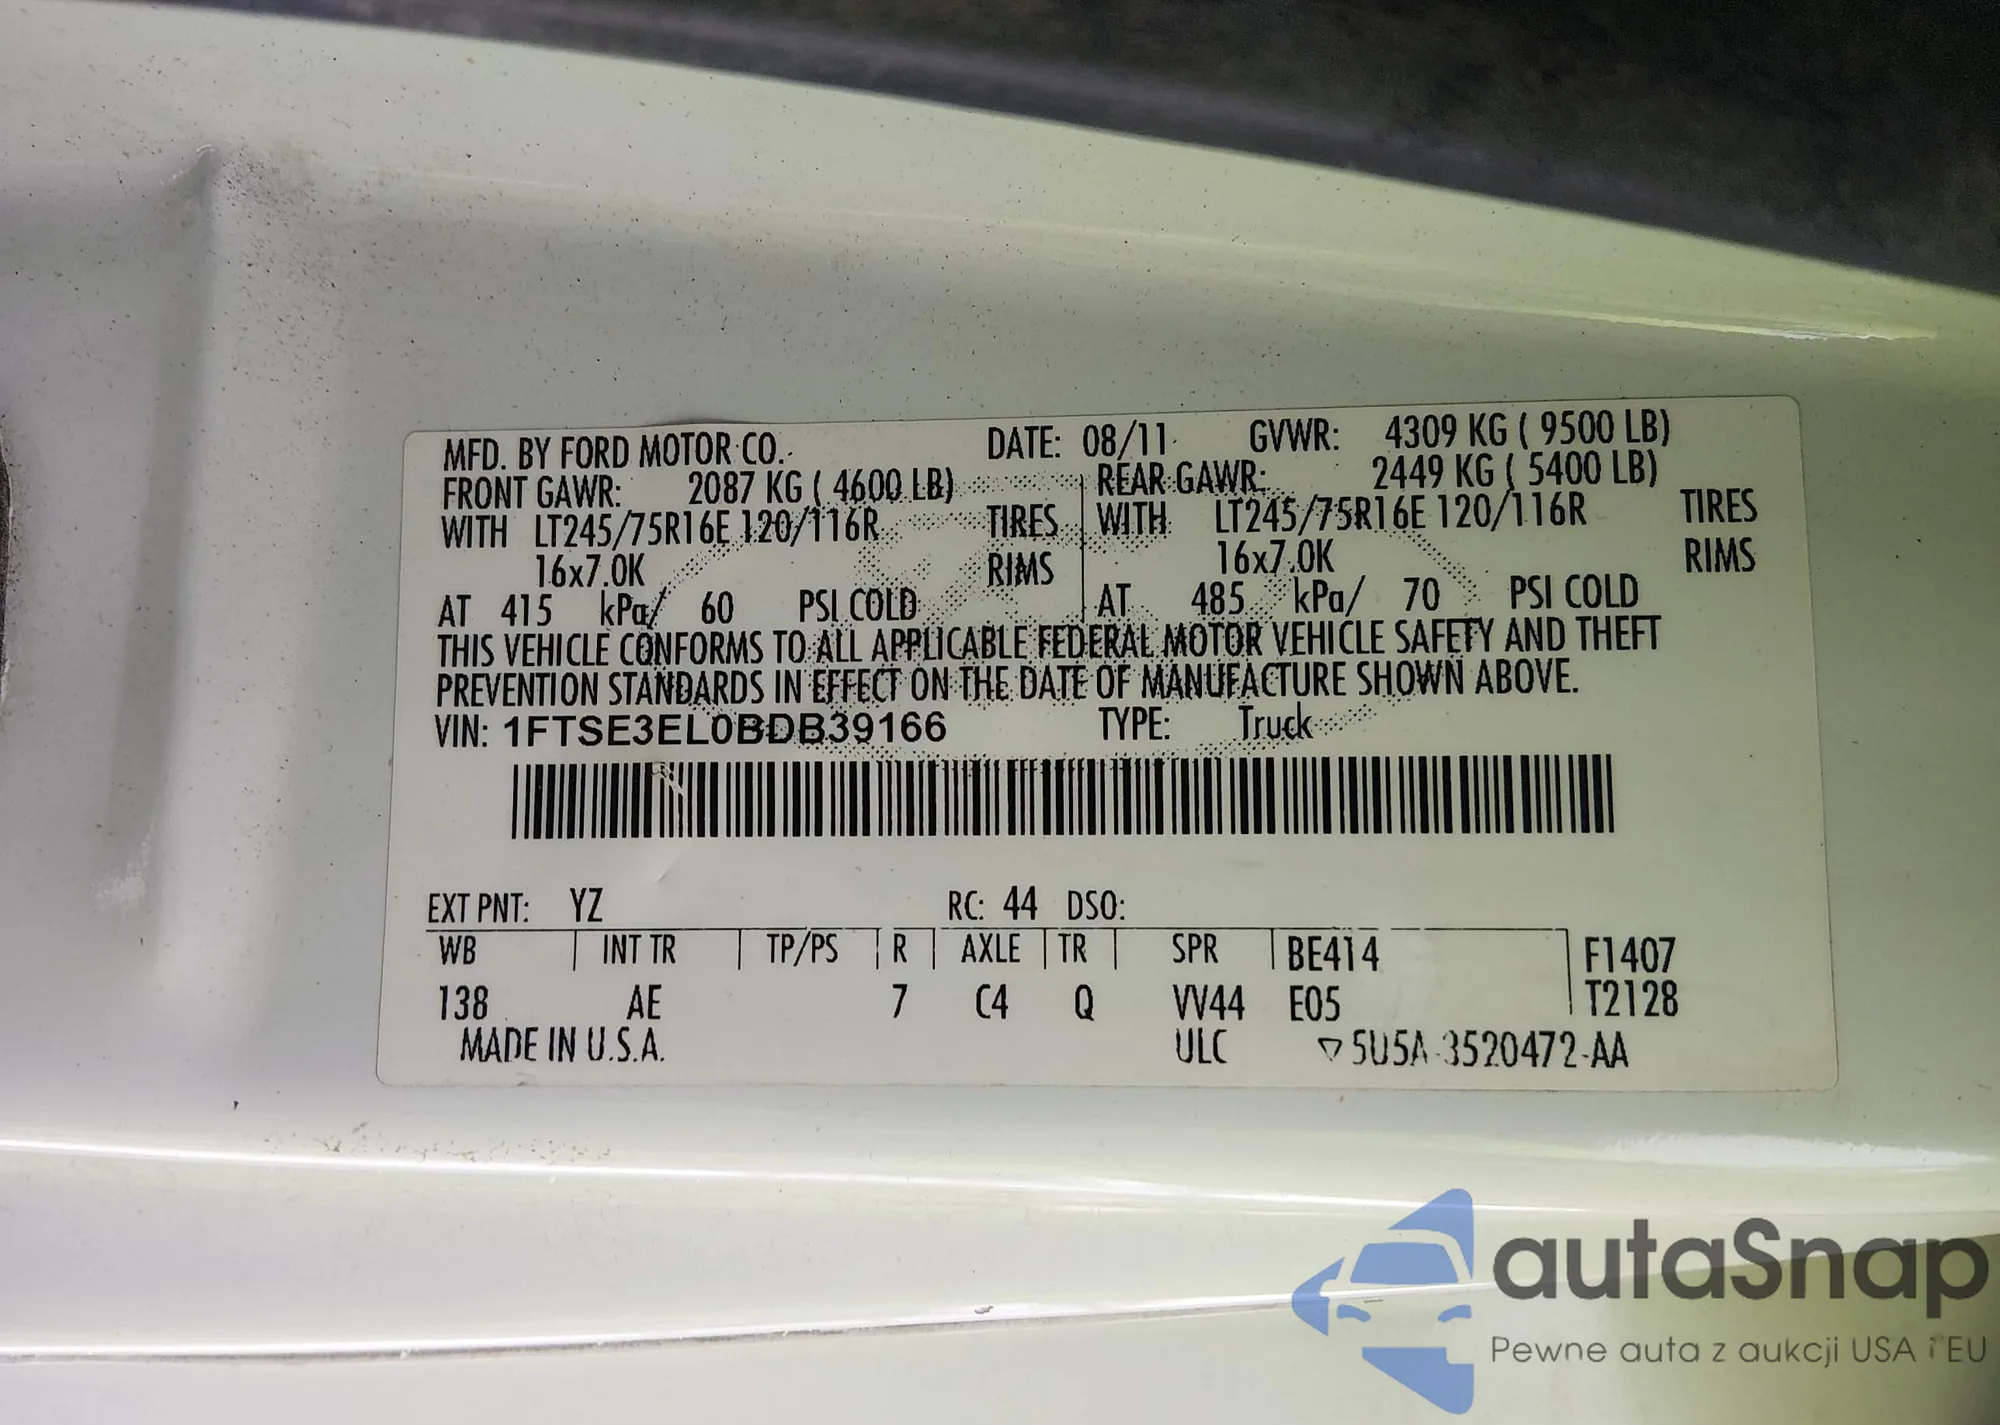 MFD. BY FORD MOTOR CO. DATE: 08/11 GVWR: 4309 KG ( 9500 LB)
FRONT GAWR: 2087 KG ( 4600 LB) REAR GAWR: 2449 KG ( 5400 LB)
WITH LT245/75R16E 120/116R TIRES WITH LT245/75R16E 120/116R TIRES
16x7.0K RIMS 16x7.0K RIMS
AT 415 kPa/ 60 PSI COLD AT 485 kPa/ 70 PSI COLD
THIS VEHICLE CONFORMS TO ALL APPLICABLE FEDERAL MOTOR VEHICLE SAFETY AND THEFT
PREVENTION STANDARDS IN EFFECT ON THE DATE OF MANUFACTURE SHOWN ABOVE.
VIN: 1FTSE3EL0BDB39166 TYPE: Truck
EXT PNT: YZ RC: 44 DSO:
WB INT TR TP/PS R AXLE TR SPR BE414 F1407
138 AE 7 C4 Q VV44 E05 T2128
MADE IN U.S.A. ULC ▽ 5U5A-3520472-AA
autaSnap
Pewne auta z aukcji USA i EU